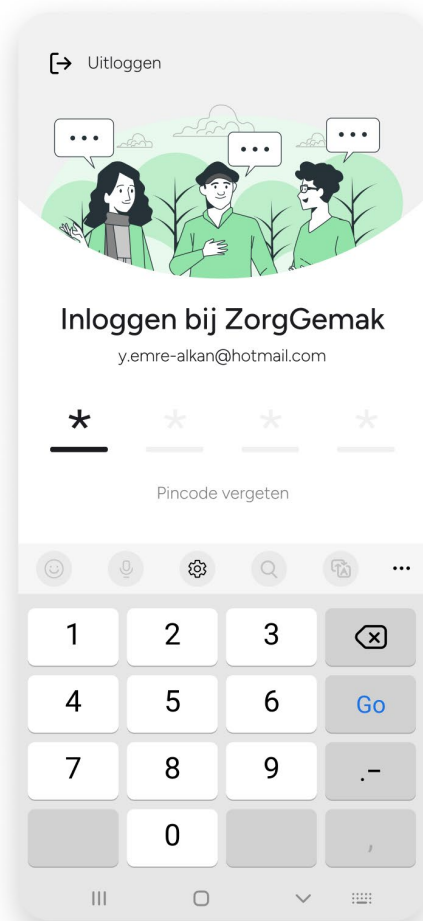 Uitloggen
Inloggen bij ZorgGemak
y.emre-alkan@hotmail.com
* * * *
Pincode vergeten
1 2 3
4 5 6 Go
7 8 9 .-
0 ,